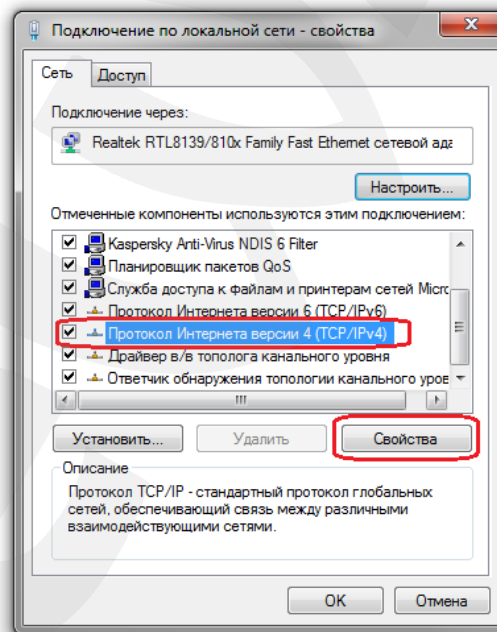 Подключение по локальной сети - свойства
Сеть
Доступ
Подключение через:
Realtek RTL8139/810x Family Fast Ethernet сетевой ада
Настроить...
Отмеченные компоненты используются этим подключением:
Kaspersky Anti-Virus NDIS 6 Filter
Планировщик пакетов QoS
Служба доступа к файлам и принтерам сетей Micro
Протокол Интернета версии 6 (TCP/IPv6)
Протокол Интернета версии 4 (TCP/IPv4)
Драйвер в/в тополога канального уровня
Ответчик обнаружения топологии канального уров
Установить...
Удалить
Свойства
Описание
Протокол TCP/IP - стандартный протокол глобальных
сетей, обеспечивающий связь между различными
взаимодействующими сетями.
OK
Отмена